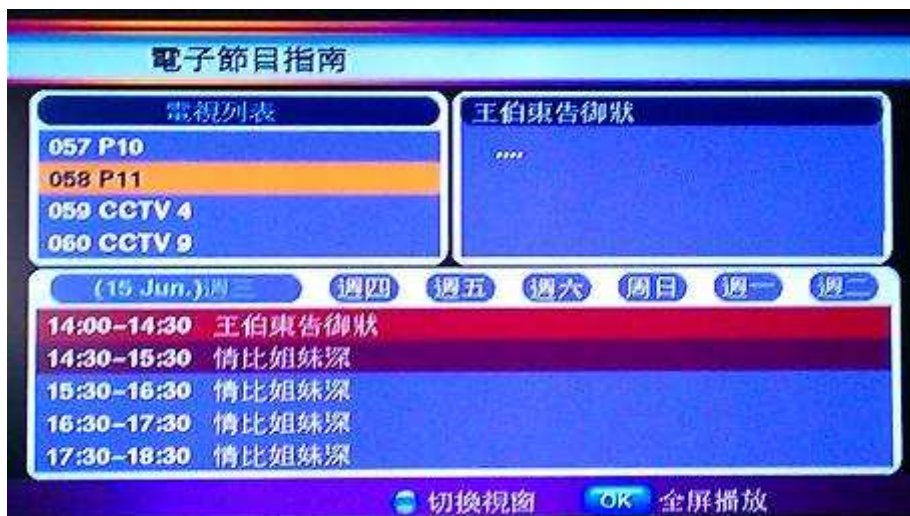 電子節目指南
電視列表
057 P10
058 P11
059 CCTV 4
060 CCTV 9
王伯東告御狀
,,,,
(15 Jun.)週三 週四 週五 週六 周日 週一 週二
14:00-14:30 王伯東告御狀
14:30-15:30 情比姐妹深
15:30-16:30 情比姐妹深
16:30-17:30 情比姐妹深
17:30-18:30 情比姐妹深
切換視窗 OK 全屏播放